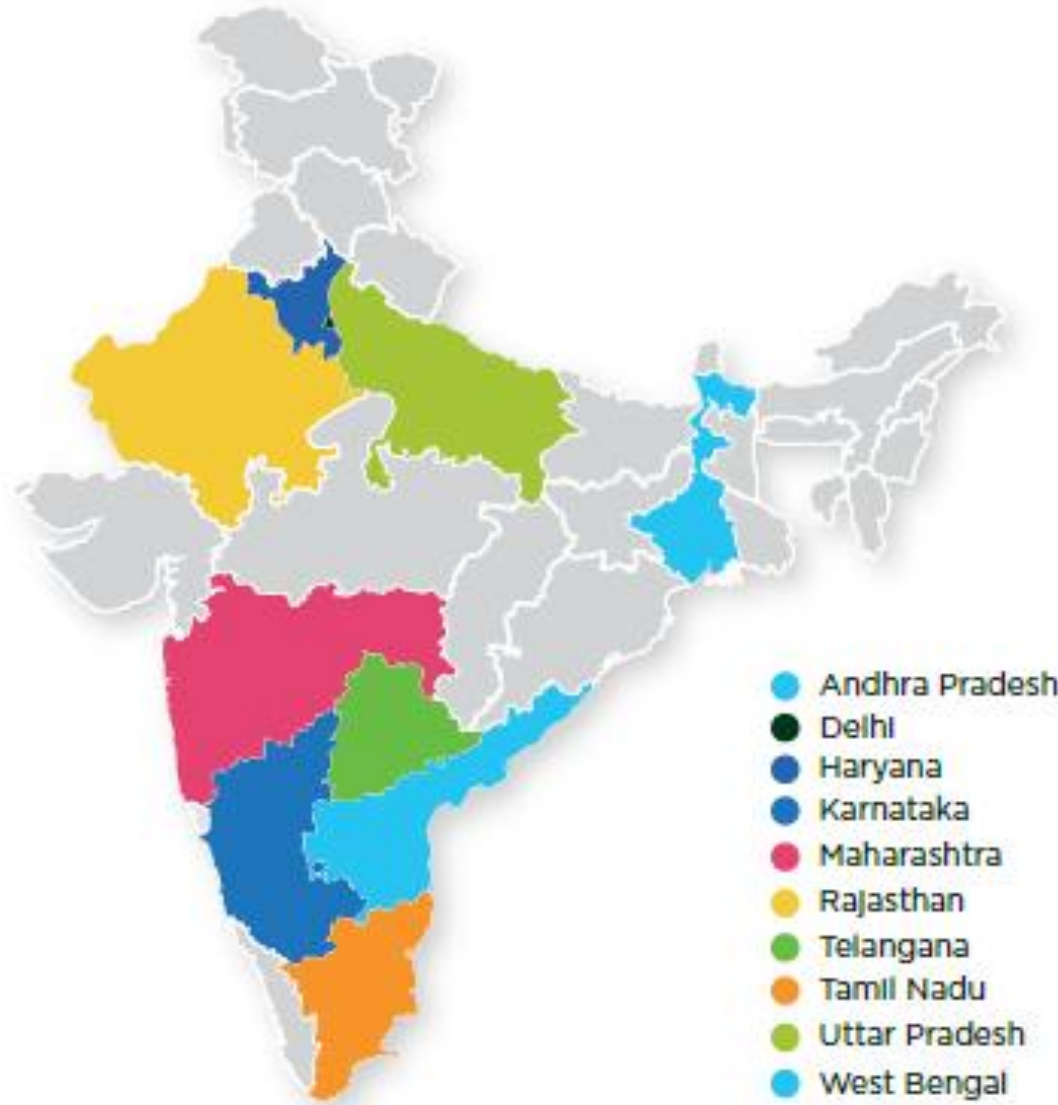 Andhra Pradesh
Delhi
Haryana
Karnataka
Maharashtra
Rajasthan
Telangana
Tamil Nadu
Uttar Pradesh
West Bengal